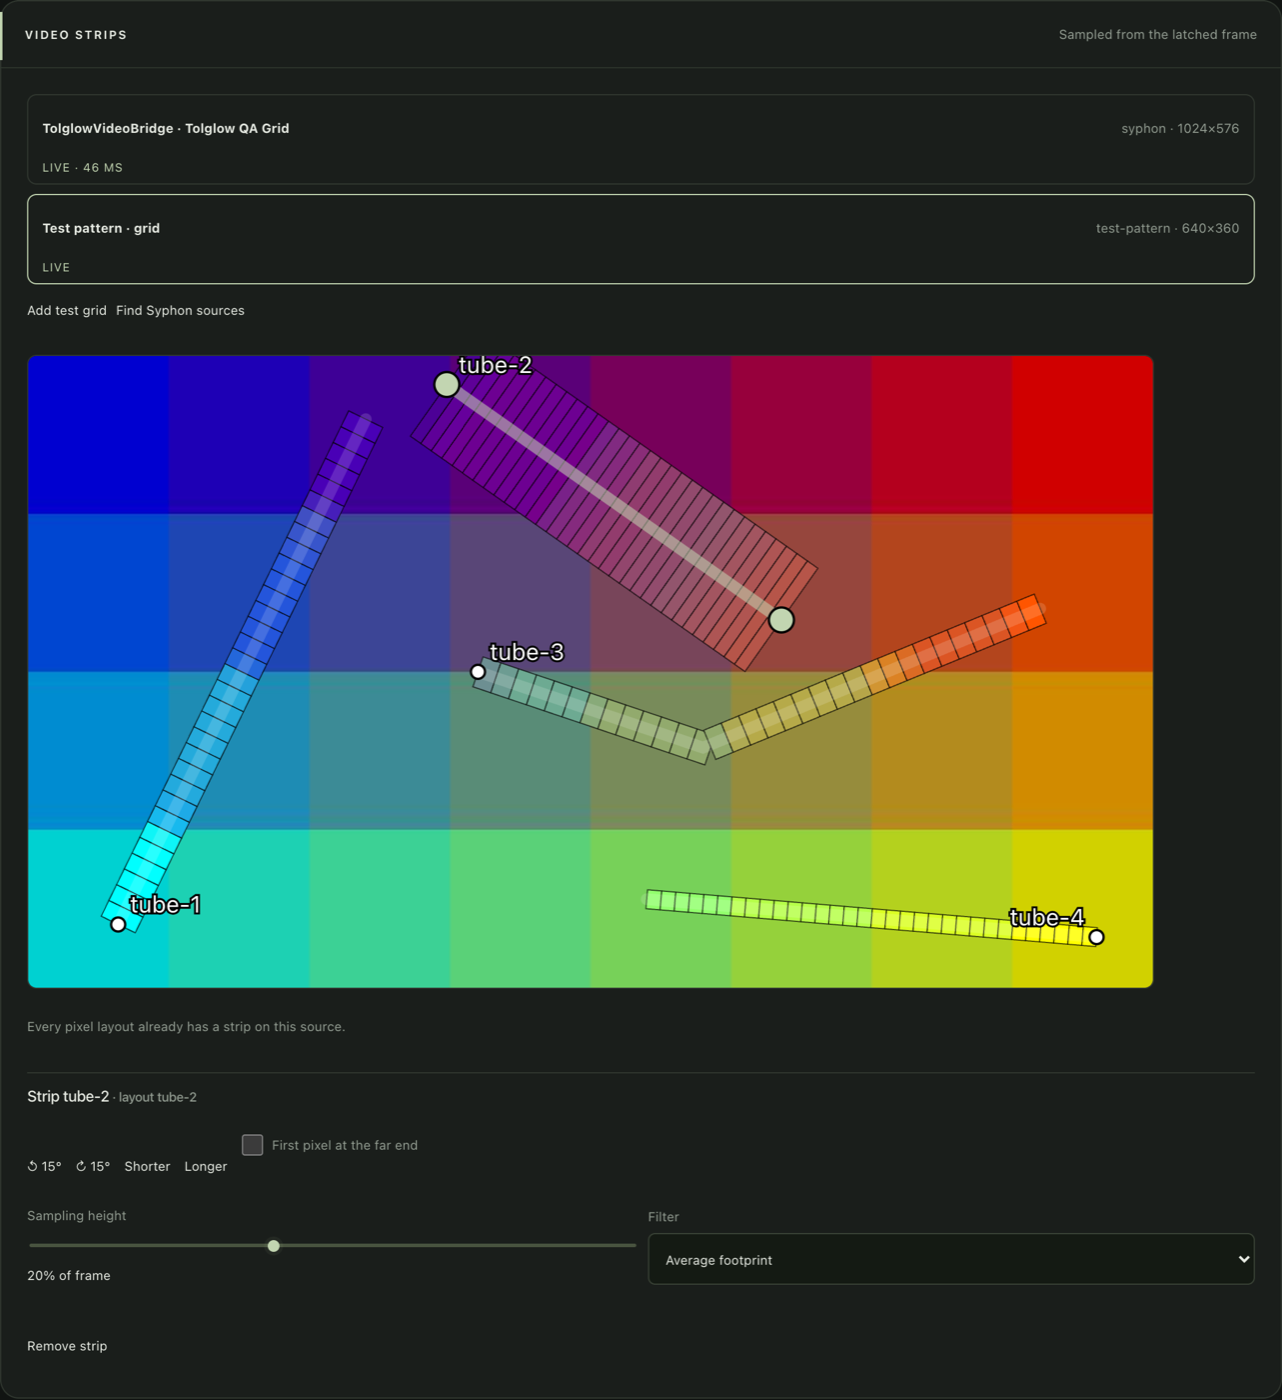 VIDEO STRIPS
Sampled from the latched frame
TolglowVideoBridge · Tolglow QA Grid
syphon · 1024×576
LIVE · 46 MS
Test pattern · grid
test-pattern · 640×360
LIVE
Add test grid Find Syphon sources
tube-2
tube-3
tube-1
tube-4
Every pixel layout already has a strip on this source.
Strip tube-2 · layout tube-2
First pixel at the far end
↺ 15° ↻ 15° Shorter Longer
Sampling height
Filter
Average footprint
20% of frame
Remove strip